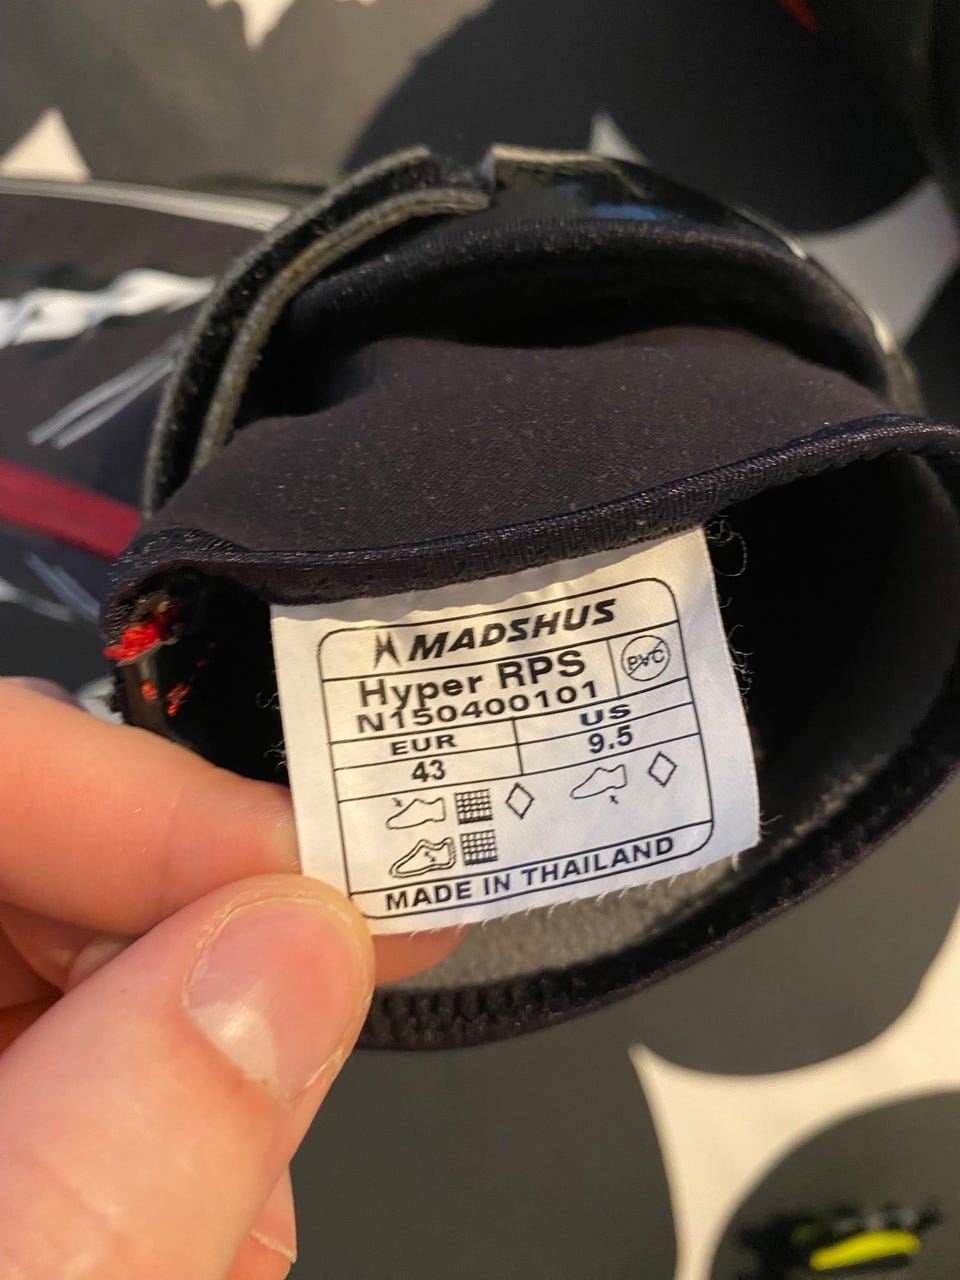 MADSHUS
Hyper RPS
PVC
N150400101
EUR US
43 9.5
MADE IN THAILAND